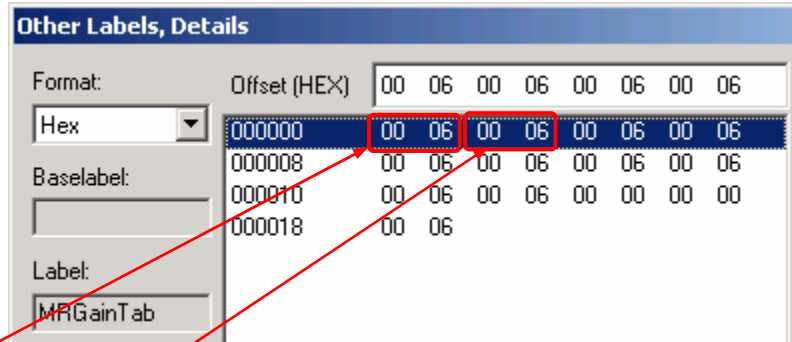 Other Labels, Details
Format:
Offset (HEX) 00 06 00 06 00 06 00 06
Hex
000000 00 06 00 06 00 06 00 06
000008 00 06 00 06 00 06 00 06
Baselabel:
000010 00 06 00 06 00 00 00 00
000018 00 06
Label:
MRGainTab